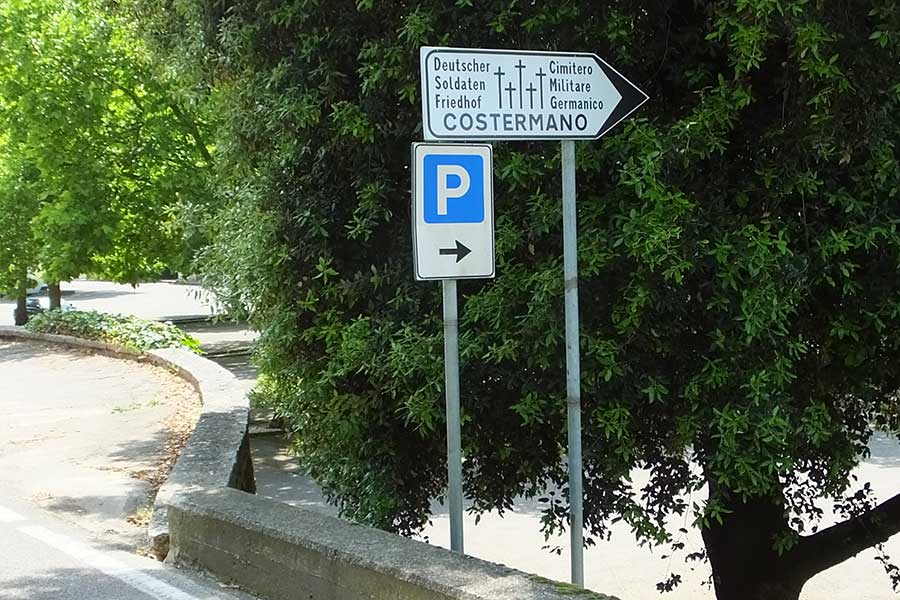 Deutscher
Soldaten
Friedhof
Cimitero
Militare
Germanico
COSTERMANO
P